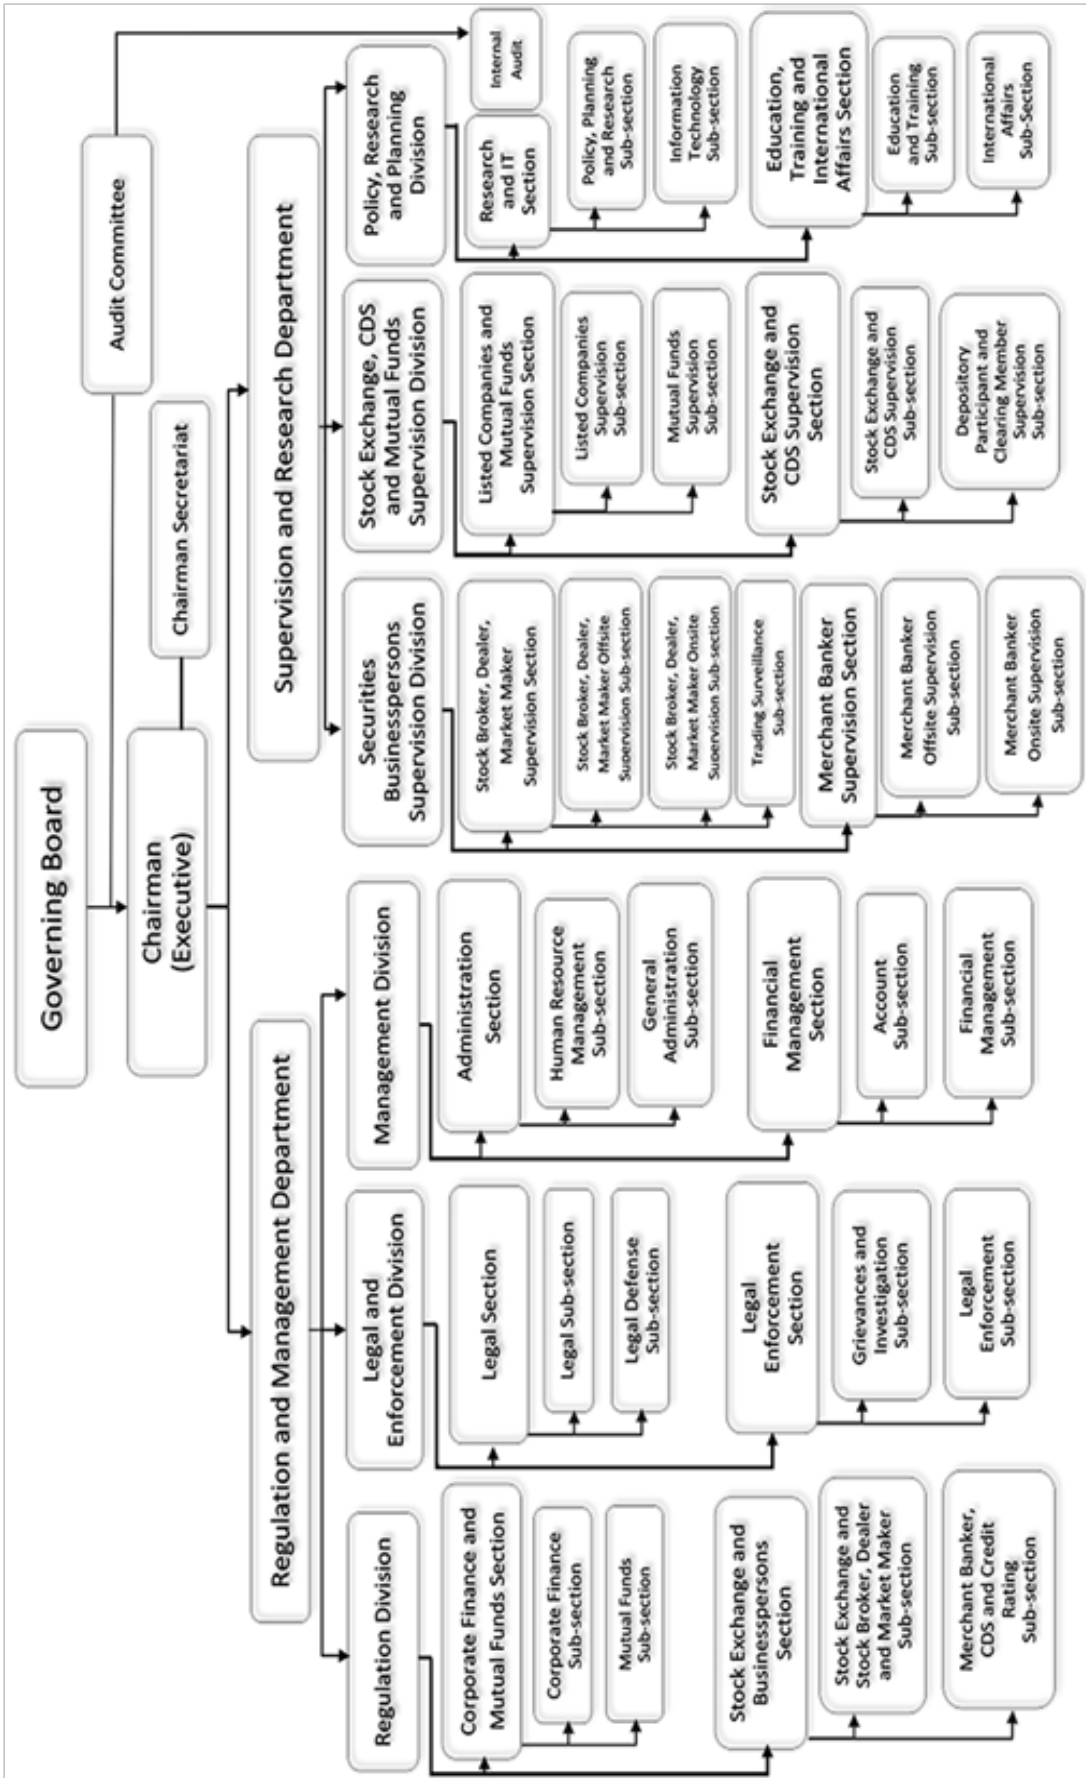 Governing Board
Audit Committee
Chairman
(Executive)
Chairman Secretariat
Internal
Audit
Regulation and Management Department
Supervision and Research Department
Regulation Division
Corporate Finance and
Mutual Funds Section
Corporate Finance
Sub-section
Mutual Funds
Sub-section
Stock Exchange and
Businesspersons
Section
Stock Exchange and
Stock Broker, Dealer
and Market Maker
Sub-section
Merchant Banker,
CDS and Credit
Rating
Sub-section
Legal and
Enforcement Division
Legal Section
Legal Sub-section
Legal Defense
Sub-section
Legal
Enforcement
Section
Grievances and
Investigation
Sub-section
Legal
Enforcement
Sub-section
Management Division
Administration
Section
Human Resource
Management
Sub-section
General
Administration
Sub-section
Financial
Management
Section
Account
Sub-section
Financial
Management
Sub-section
Securities
Businesspersons
Supervision Division
Stock Broker, Dealer,
Market Maker
Supervision Section
Stock Broker, Dealer,
Market Maker Offsite
Supervision Sub-section
Stock Broker, Dealer,
Market Maker Onsite
Supervision Sub-section
Trading Surveillance
Sub-section
Merchant Banker
Supervision Section
Merchant Banker
Offsite Supervision
Sub-section
Merchant Banker
Onsite Supervision
Sub-section
Stock Exchange, CDS
and Mutual Funds
Supervision Division
Listed Companies and
Mutual Funds
Supervision Section
Listed Companies
Supervision
Sub-section
Mutual Funds
Supervision
Sub-section
Stock Exchange and
CDS Supervision
Section
Stock Exchange and
CDS Supervision
Sub-section
Depository
Participant and
Clearing Member
Supervision
Sub-section
Policy, Research
and Planning
Division
Research
and IT
Section
Policy, Planning
and Research
Sub-section
Information
Technology
Sub-section
Education,
Training and
International
Affairs Section
Education
and Training
Sub-section
International
Affairs
Sub-Section